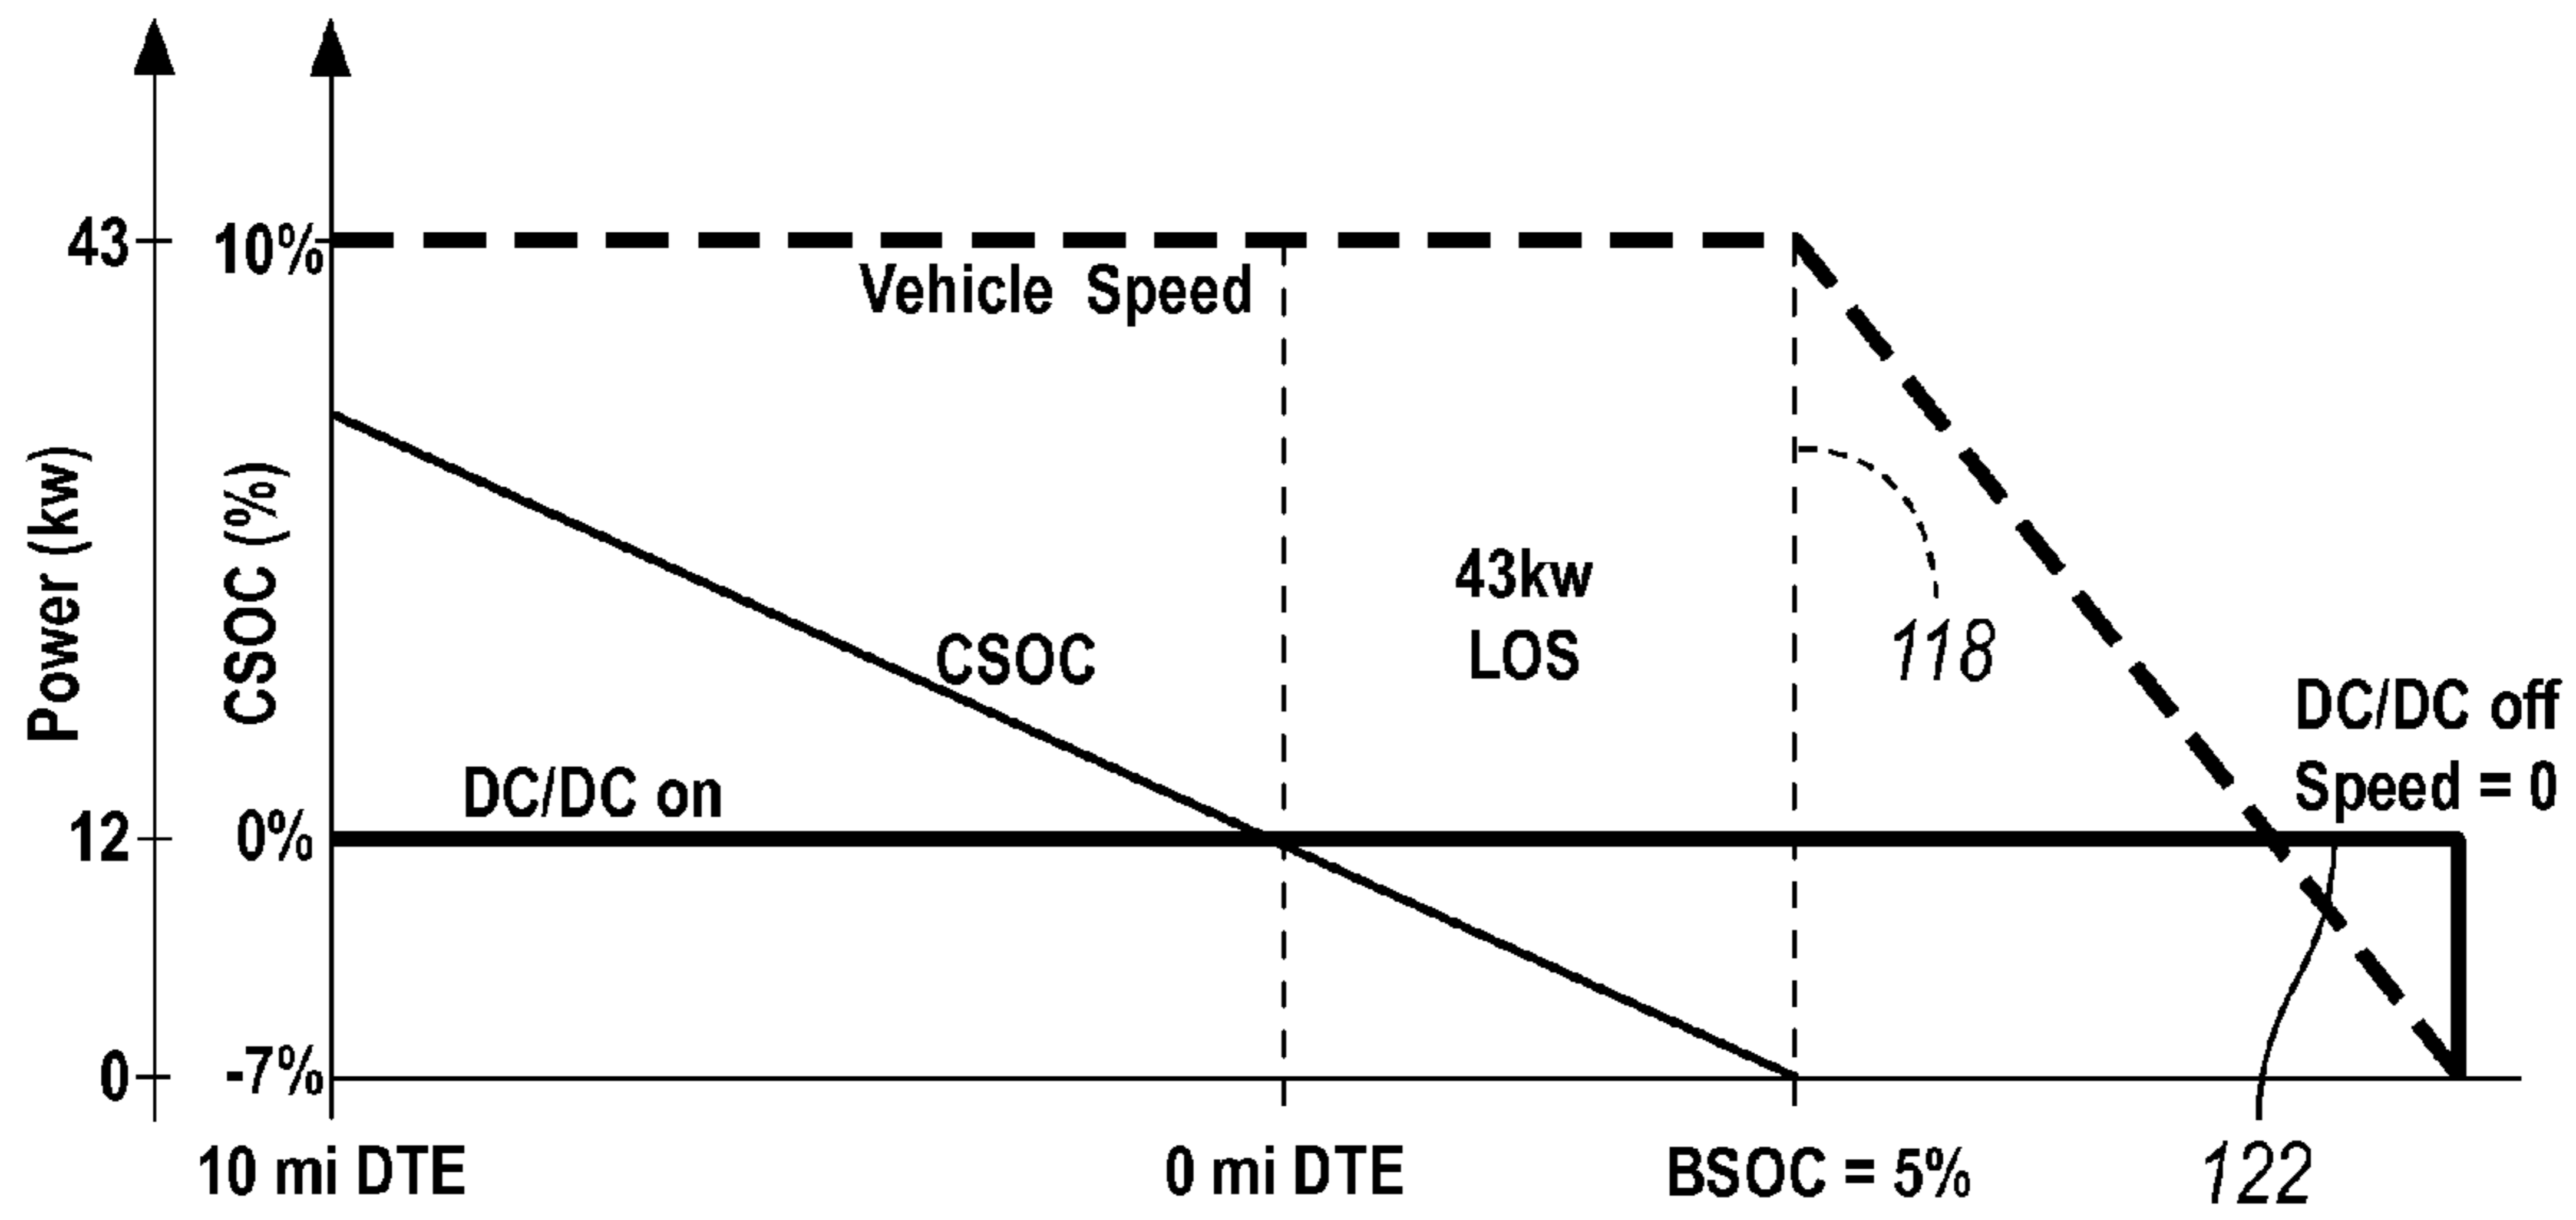 43
10%
Vehicle Speed
Power (kw)
CSOC (%)
43kw
LOS
CSOC
118
DC/DC off
Speed = 0
DC/DC on
12
0%
0
-7%
10 mi DTE
0 mi DTE
BSOC = 5%
122